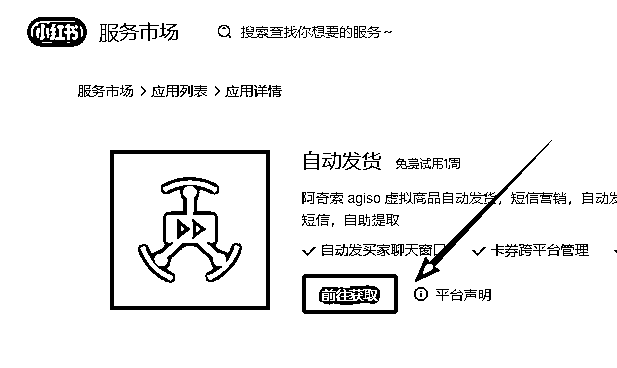 小红书 服务市场 搜索查找你想要的服务~
服务市场 > 应用列表 > 应用详情
自动发货 免费试用1周
阿奇索 agiso 虚拟商品自动发货，短信营销，自动发
短信，自助提取
自动发买家聊天窗口 卡券跨平台管理
前往获取 平台声明